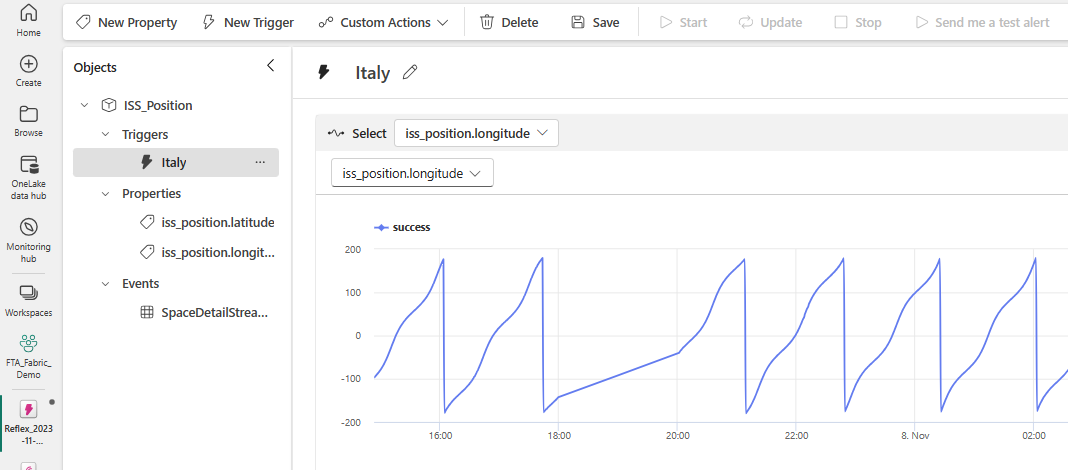 New Property
New Trigger
Custom Actions
Delete
Save
Start
Update
Stop
Send me a test alert
Home
Create
Browse
OneLake
data hub
Monitoring
hub
Workspaces
FTA_Fabric_
Demo
Reflex_2023
-11-...
Objects
ISS_Position
Triggers
Italy
...
Properties
iss_position.latitude
iss_position.longit...
Events
SpaceDetailStrea...
Italy
Select
iss_position.longitude
iss_position.longitude
success
200
100
0
-100
-200
16:00
18:00
20:00
22:00
8. Nov
02:00